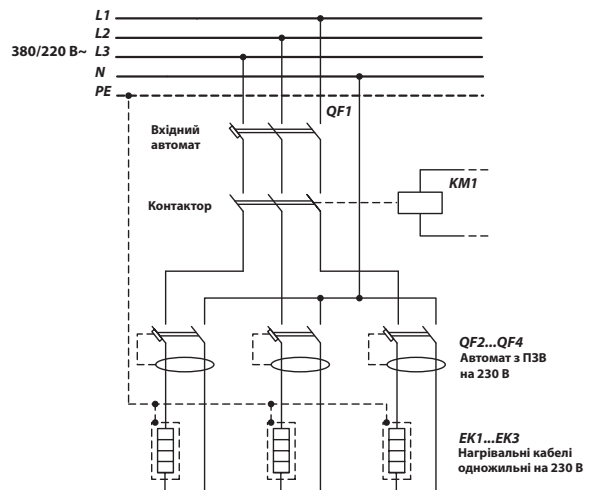 L1
L2
380/220 В~ L3
N
PE
QF1
Вхідний
автомат
KM1
Контактор
QF2...QF4
Автомат з ПЗВ
на 230 В
EK1...EK3
Нагрівальні кабелі
одножильні на 230 В